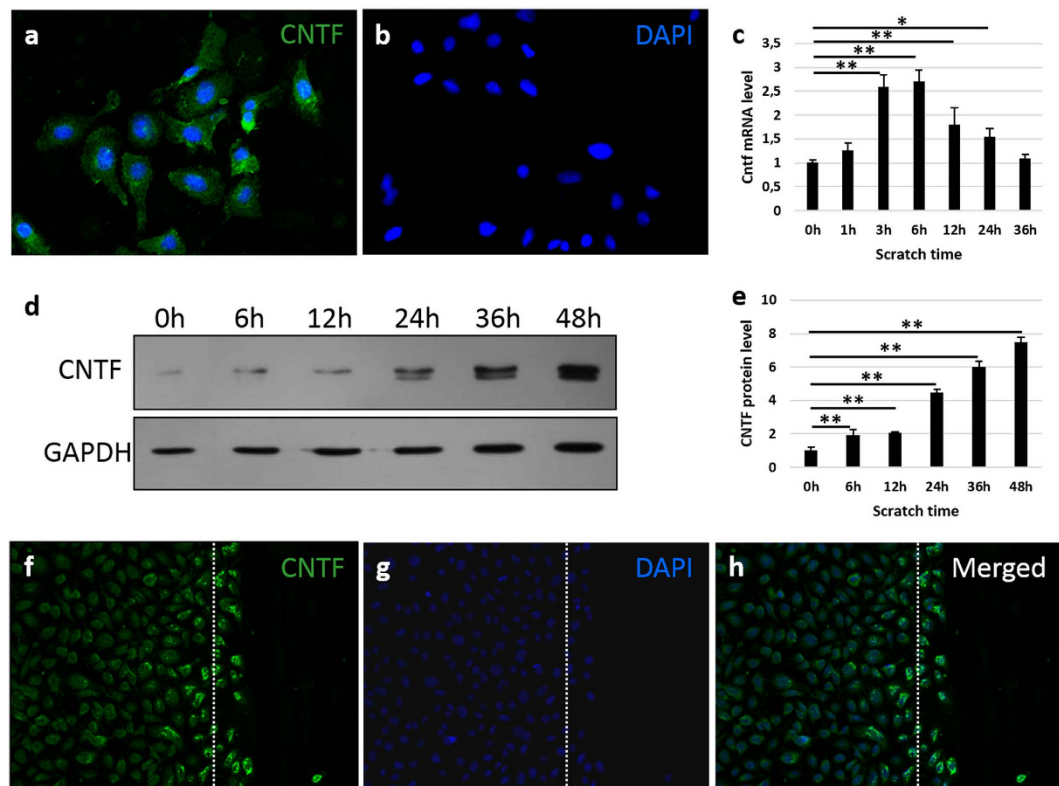 a CNTF
b DAPI
c
3,5
3
2,5
2
1,5
1
0,5
0
Cntf mRNA level
*
**
**
**
0h 1h 3h 6h 12h 24h 36h
Scratch time
d
0h 6h 12h 24h 36h 48h
CNTF
GAPDH
e
10
8
6
4
2
0
CNTF protein level
**
**
**
**
**
0h 6h 12h 24h 36h 48h
Scratch time
f CNTF
g DAPI
h Merged